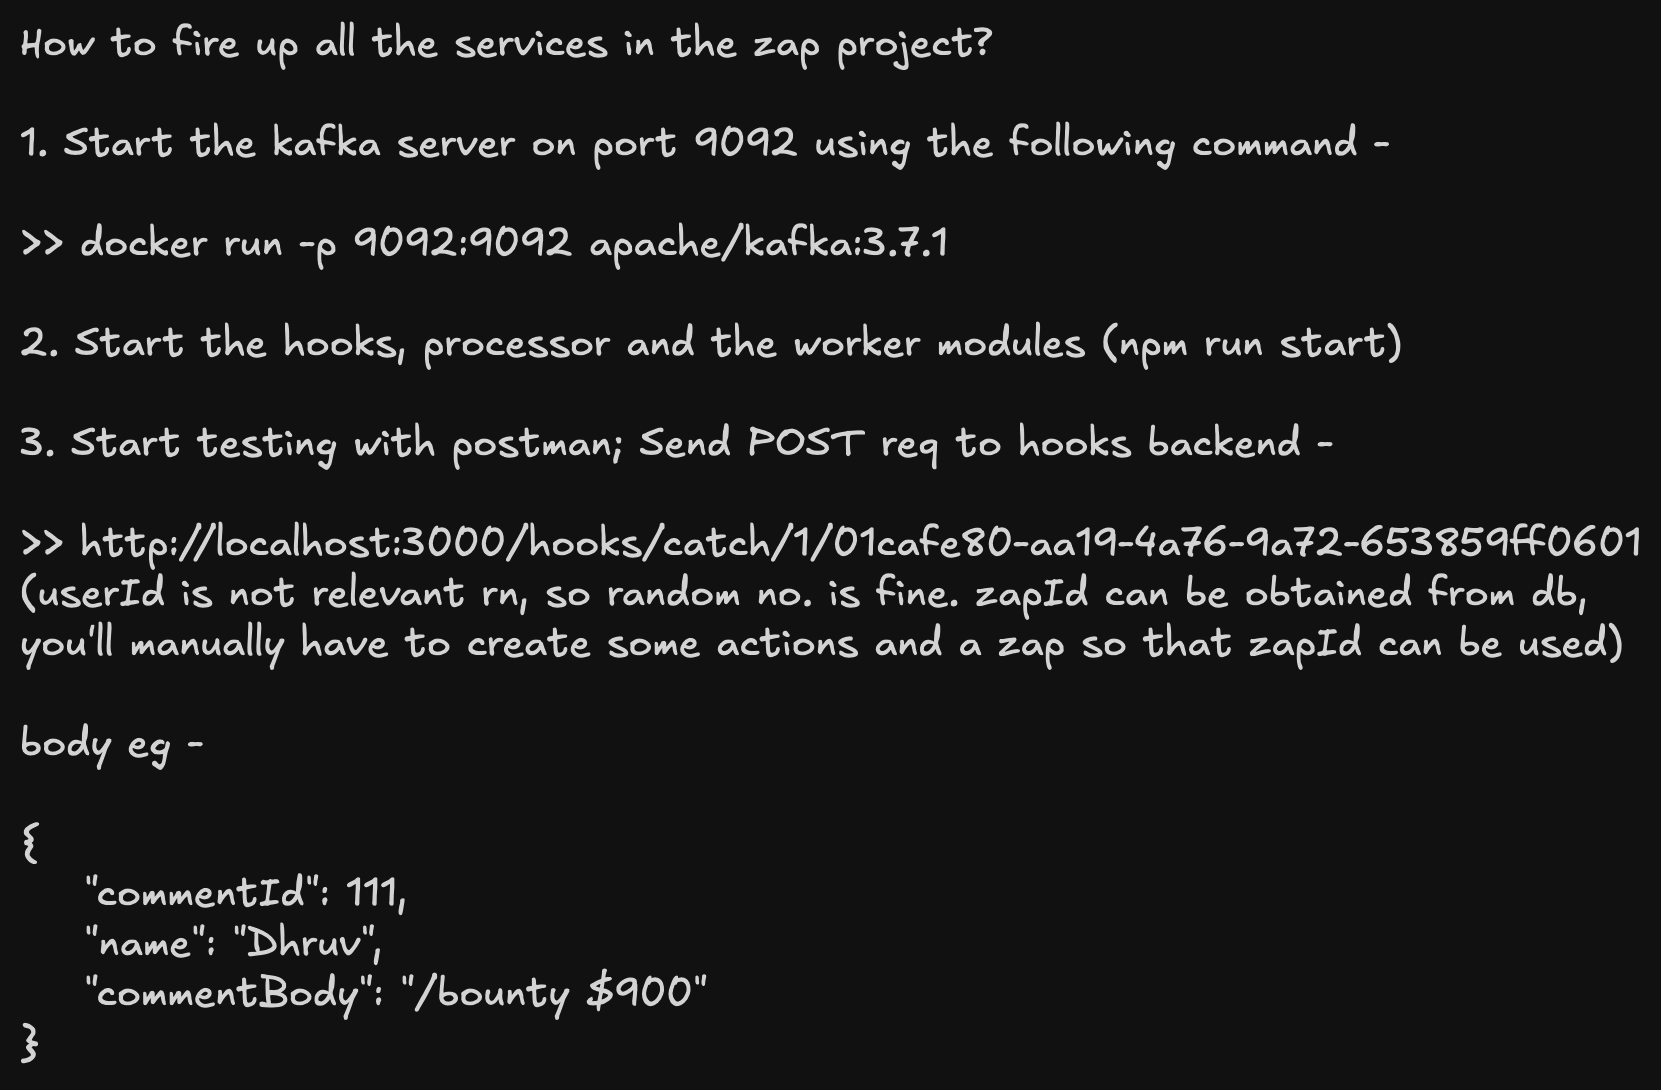 How to fire up all the services in the zap project?
1. Start the kafka server on port 9092 using the following command -
>> docker run -p 9092:9092 apache/kafka:3.7.1
2. Start the hooks, processor and the worker modules (npm run start)
3. Start testing with postman; Send POST req to hooks backend -
>> http://localhost:3000/hooks/catch/1/01cafe80-aa19-4a76-9a72-653859ff0601
(userId is not relevant rn, so random no. is fine. zapId can be obtained from db,
you'll manually have to create some actions and a zap so that zapId can be used)
body eg -
{
"commentId": 111,
"name": "Dhruv",
"commentBody": "/bounty $900"
}